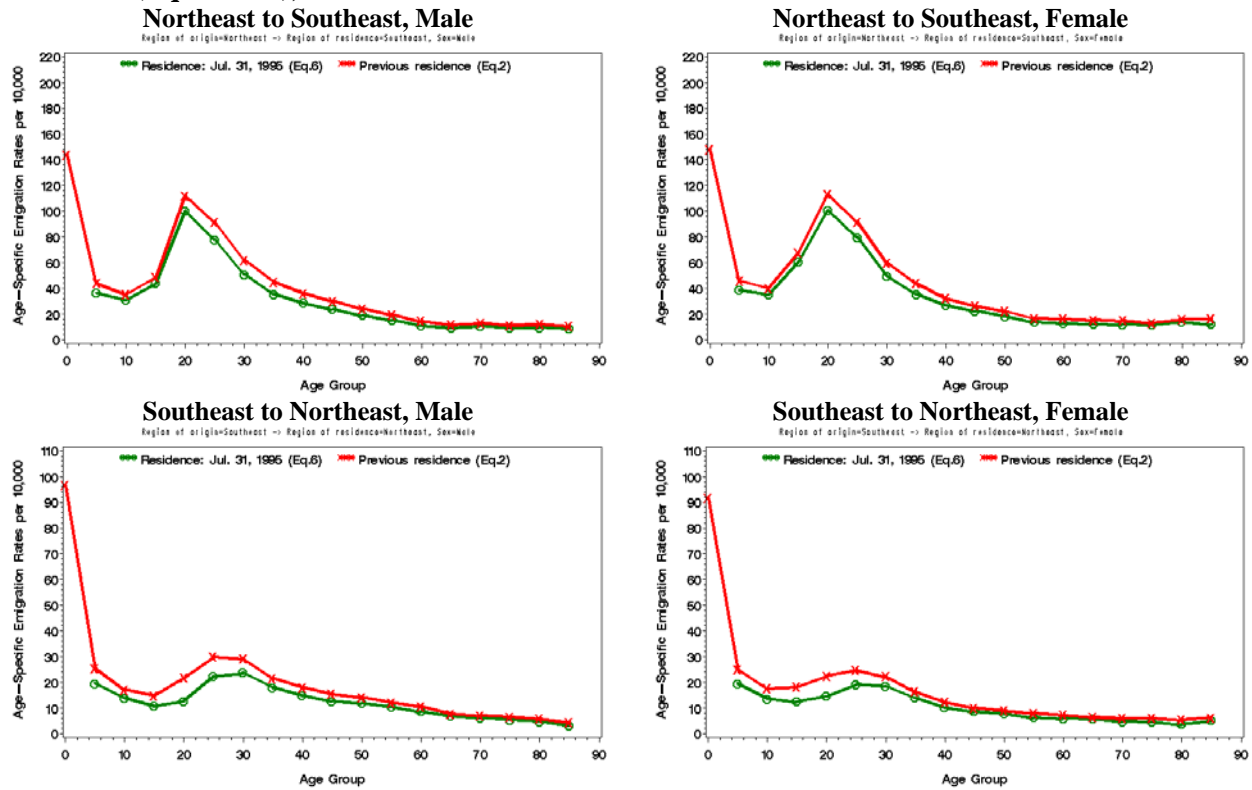 Northeast to Southeast, Male
Region of origin=Northeast -> Region of residence=Southeast, Sex=Male
Residence: Jul. 31, 1995 (Eq.6) Previous residence (Eq.2)
Age-Specific Emigration Rates per 10,000
220
200
180
160
140
120
100
80
60
40
20
0
0 10 20 30 40 50 60 70 80 90
Age Group
Northeast to Southeast, Female
Region of origin=Northeast -> Region of residence=Southeast, Sex=Female
Residence: Jul. 31, 1995 (Eq.6) Previous residence (Eq.2)
Age-Specific Emigration Rates per 10,000
220
200
180
160
140
120
100
80
60
40
20
0
0 10 20 30 40 50 60 70 80 90
Age Group
Southeast to Northeast, Male
Region of origin=Southeast -> Region of residence=Northeast, Sex=Male
Residence: Jul. 31, 1995 (Eq.6) Previous residence (Eq.2)
Age-Specific Emigration Rates per 10,000
110
100
90
80
70
60
50
40
30
20
10
0
0 10 20 30 40 50 60 70 80 90
Age Group
Southeast to Northeast, Female
Region of origin=Southeast -> Region of residence=Northeast, Sex=Female
Residence: Jul. 31, 1995 (Eq.6) Previous residence (Eq.2)
Age-Specific Emigration Rates per 10,000
110
100
90
80
70
60
50
40
30
20
10
0
0 10 20 30 40 50 60 70 80 90
Age Group